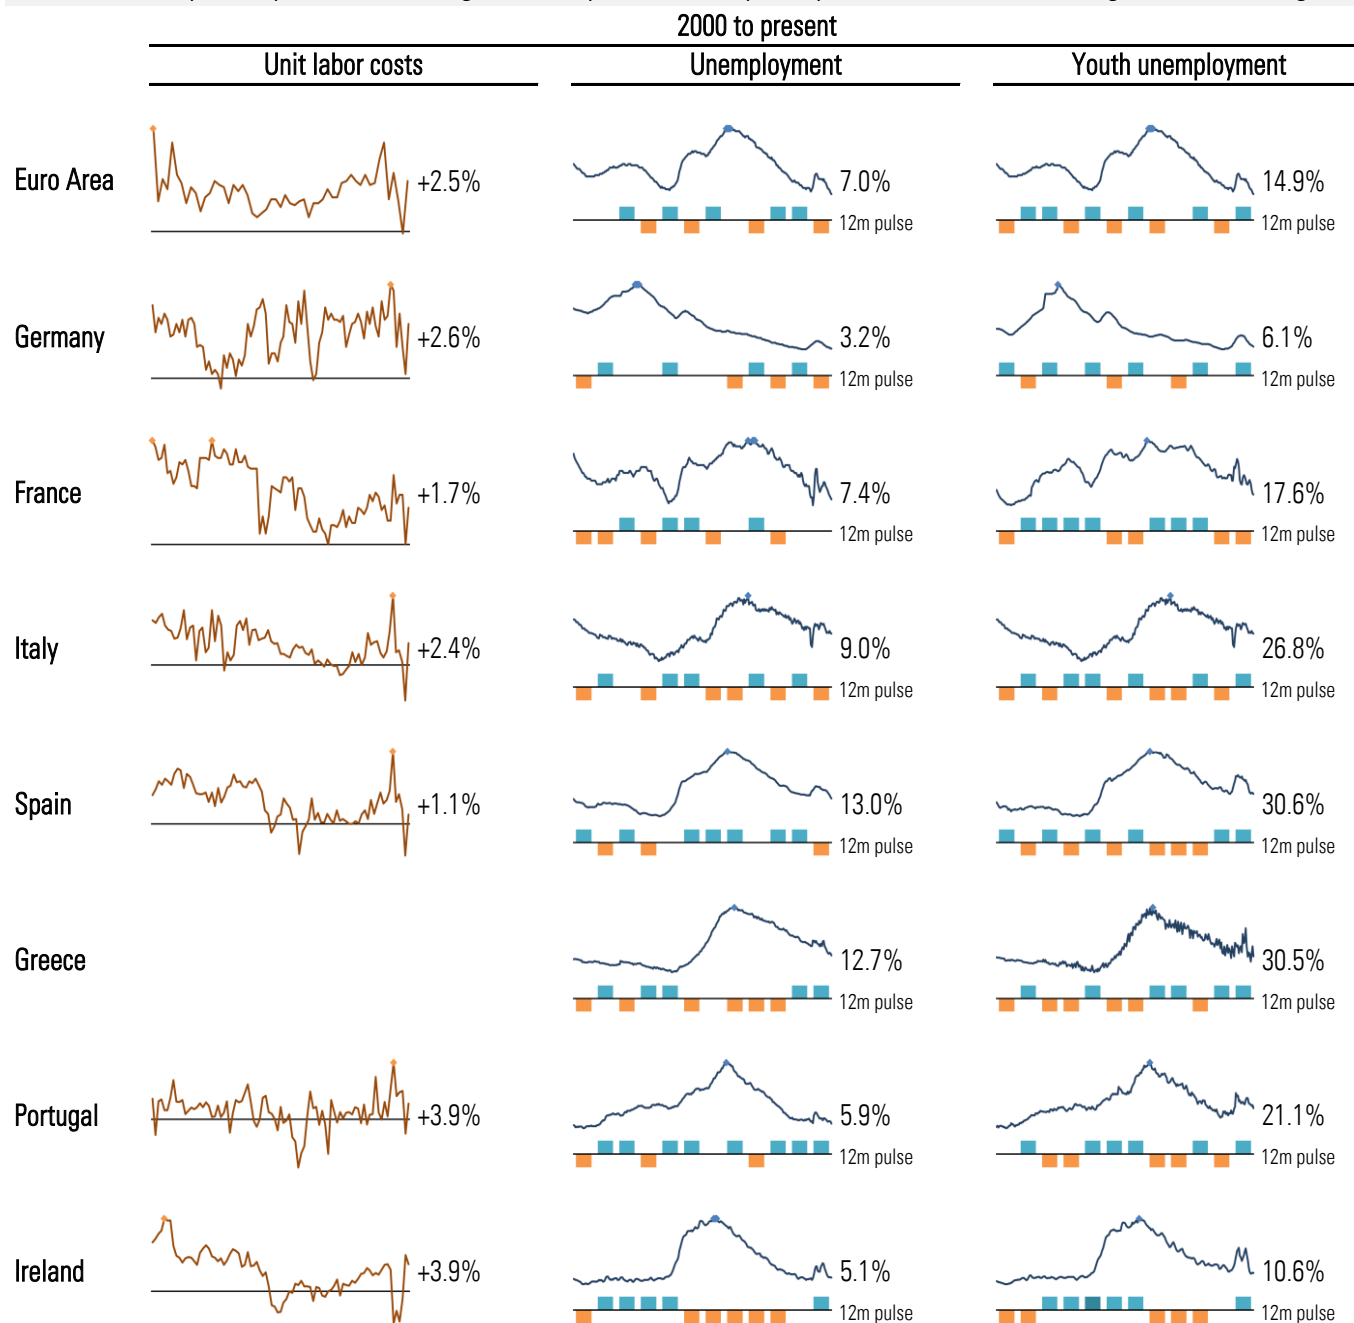 2000 to present
Unit labor costs Unemployment Youth unemployment
Euro Area +2.5% 7.0% 14.9%
12m pulse 12m pulse
Germany +2.6% 3.2% 6.1%
12m pulse 12m pulse
France +1.7% 7.4% 17.6%
12m pulse 12m pulse
Italy +2.4% 9.0% 26.8%
12m pulse 12m pulse
Spain +1.1% 13.0% 30.6%
12m pulse 12m pulse
Greece 12.7% 30.5%
12m pulse 12m pulse
Portugal +3.9% 5.9% 21.1%
12m pulse 12m pulse
Ireland +3.9% 5.1% 10.6%
12m pulse 12m pulse